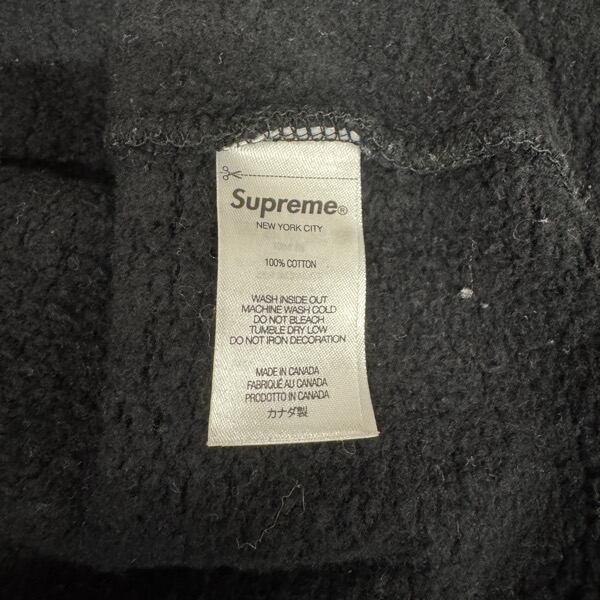 Supreme®
NEW YORK CITY
100% COTTON
WASH INSIDE OUT
MACHINE WASH COLD
DO NOT BLEACH
TUMBLE DRY LOW
DO NOT IRON DECORATION
MADE IN CANADA
FABRIQUÉ AU CANADA
PRODOTTO IN CANADA
カナダ製